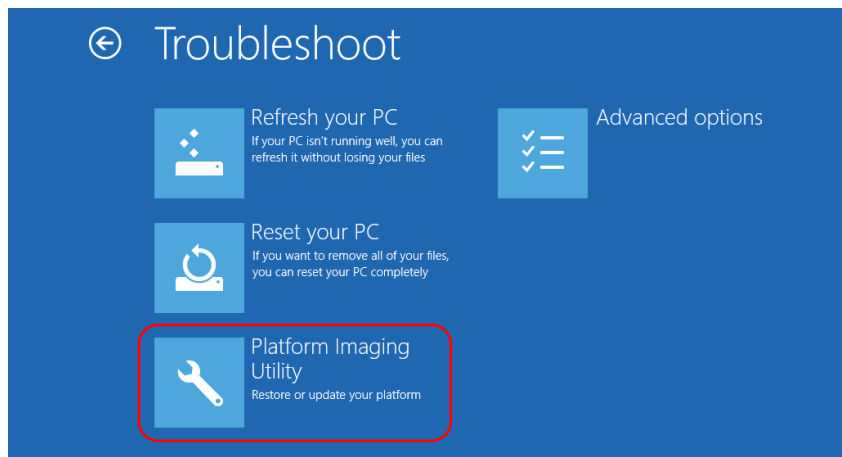 Troubleshoot
Refresh your PC
If your PC isn't running well, you can
refresh it without losing your files
Advanced options
Reset your PC
If you want to remove all of your files,
you can reset your PC completely
Platform Imaging
Utility
Restore or update your platform